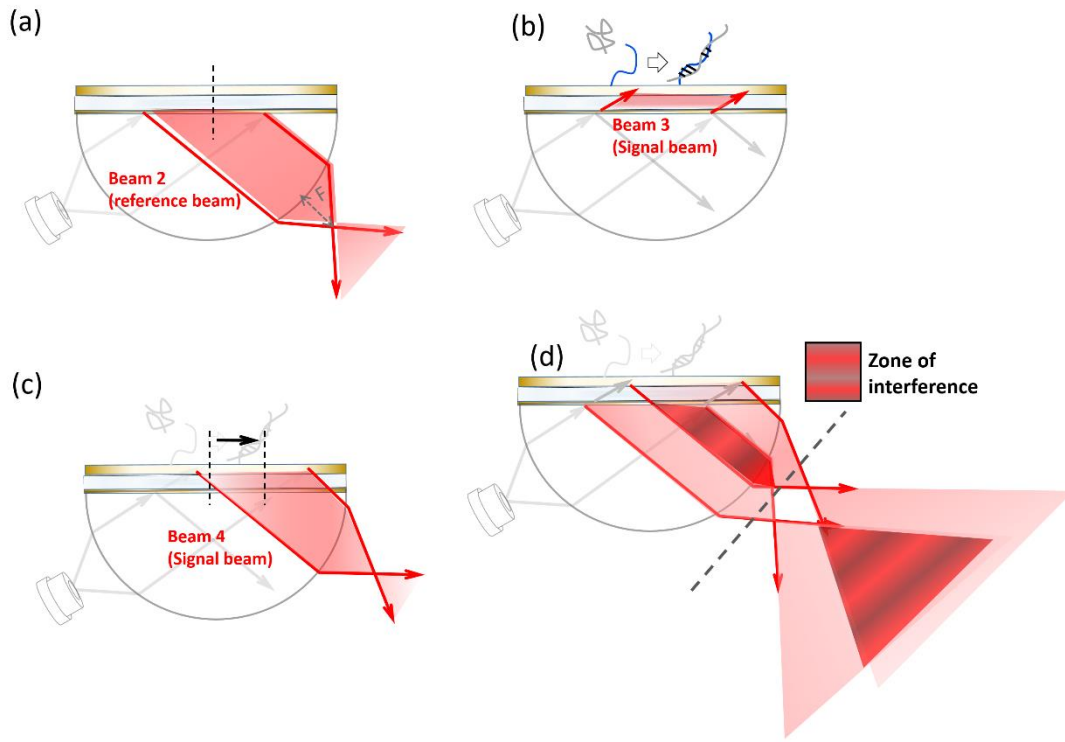 (a)
Beam 2
(reference beam)
F
(b)
Beam 3
(Signal beam)
(c)
Beam 4
(Signal beam)
(d)
Zone of
interference